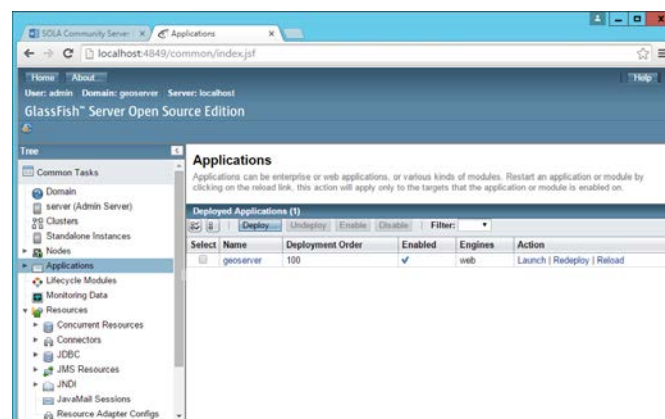 SOLA Community Server
Applications
localhost:4849/common/index.jsf
Home About...
Help
User: admin Domain: geoserver Server: localhost
GlassFish™ Server Open Source Edition
Tree
Common Tasks
Domain
server (Admin Server)
Clusters
Standalone Instances
Nodes
Applications
Lifecycle Modules
Monitoring Data
Resources
Concurrent Resources
Connectors
JDBC
JMS Resources
JNDI
JavaMail Sessions
Resource Adapter Configs
Applications
Applications can be enterprise or web applications, or various kinds of modules. Restart an application or module by
clicking on the reload link, this action will apply only to the targets that the application or module is enabled on.
Deployed Applications (1)
Deploy... Undeploy Enable Disable Filter:
Select Name Deployment Order Enabled Engines Action
geoserver 100 web Launch | Redeploy | Reload